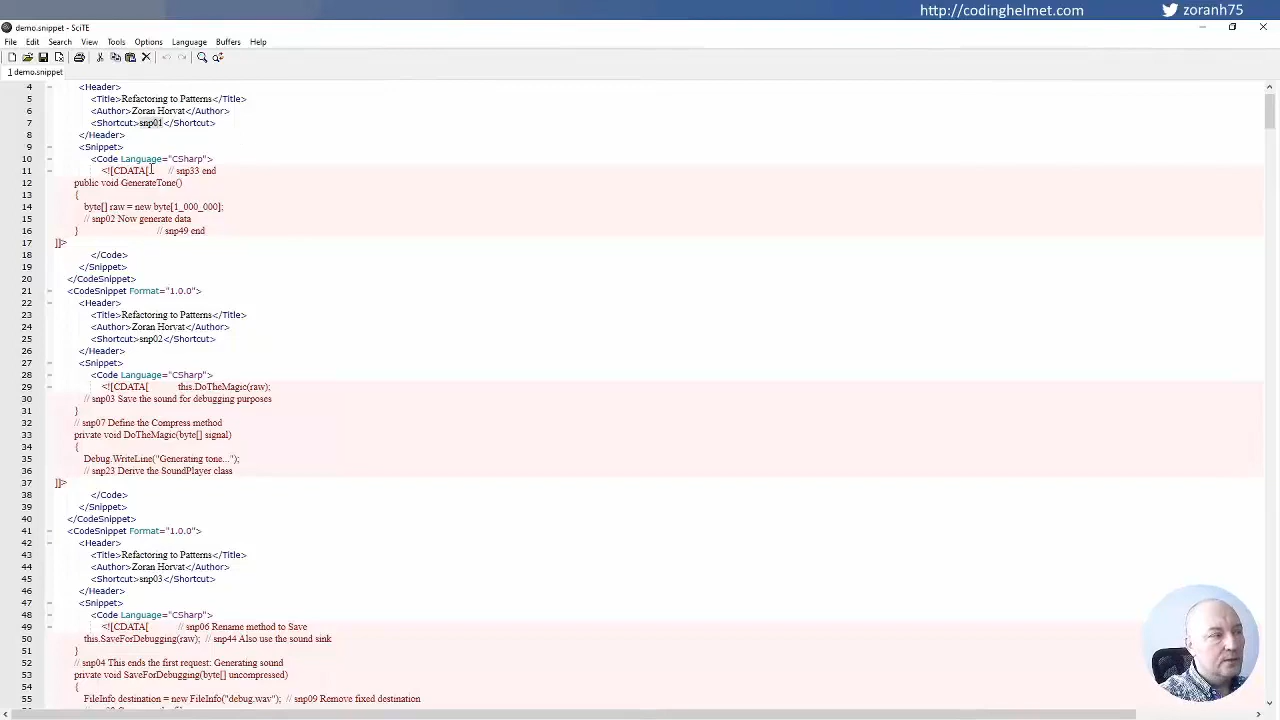 http://codinghelmet.com zoranh75
demo.snippet - SciTE
File Edit Search View Tools Options Language Buffers Help
1 demo.snippet
4 <Header>
5 <Title>Refactoring to Patterns</Title>
6 <Author>Zoran Horvat</Author>
7 <Shortcut>snp01</Shortcut>
8 </Header>
9 <Snippet>
10 <Code Language="CSharp">
11 <![CDATA[ // snp33 end
12 public void GenerateTone()
13 {
14 byte[] raw = new byte[1_000_000];
15 // snp02 Now generate data
16 } // snp49 end
17 ]]>
18 </Code>
19 </Snippet>
20 </CodeSnippet>
21 <CodeSnippet Format="1.0.0">
22 <Header>
23 <Title>Refactoring to Patterns</Title>
24 <Author>Zoran Horvat</Author>
25 <Shortcut>snp02</Shortcut>
26 </Header>
27 <Snippet>
28 <Code Language="CSharp">
29 <![CDATA[ this.DoTheMagic(raw);
30 // snp03 Save the sound for debugging purposes
31 }
32 // snp07 Define the Compress method
33 private void DoTheMagic(byte[] signal)
34 {
35 Debug.WriteLine("Generating tone...");
36 // snp23 Derive the SoundPlayer class
37 ]]>
38 </Code>
39 </Snippet>
40 </CodeSnippet>
41 <CodeSnippet Format="1.0.0">
42 <Header>
43 <Title>Refactoring to Patterns</Title>
44 <Author>Zoran Horvat</Author>
45 <Shortcut>snp03</Shortcut>
46 </Header>
47 <Snippet>
48 <Code Language="CSharp">
49 <![CDATA[ // snp06 Rename method to Save
50 this.SaveForDebugging(raw); // snp44 Also use the sound sink
51 }
52 // snp04 This ends the first request: Generating sound
53 private void SaveForDebugging(byte[] uncompressed)
54 {
55 FileInfo destination = new FileInfo("debug.wav"); // snp09 Remove fixed destination